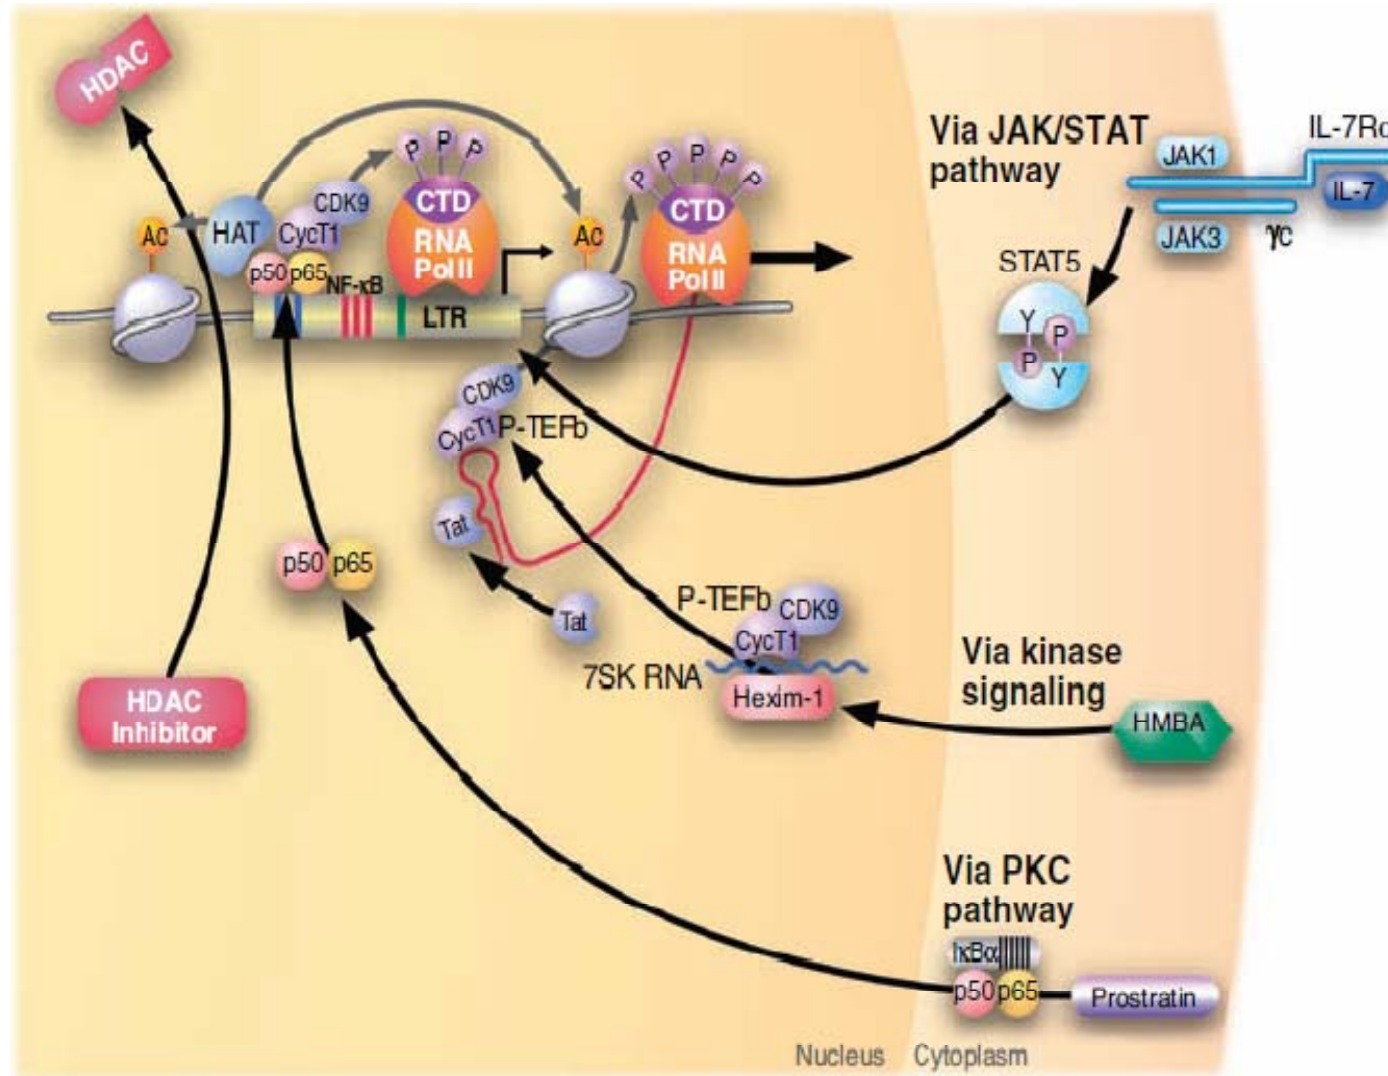 HDAC
P P P
P P P P P
Via JAK/STAT
pathway
JAK1
IL-7Rα
IL-7
JAK3
γc
STAT5
Y P
P Y
Ac
HAT
CDK9
CycT1
p50 p65
NF-κB
CTD
RNA
Pol II
LTR
Ac
CTD
RNA
Pol II
CDK9
CycT1 P-TEFb
Tat
Tat
p50 p65
P-TEFb
CDK9
CycT1
7SK RNA
Hexim-1
Via kinase
signaling
HMBA
HDAC
Inhibitor
Via PKC
pathway
IκBα
p50 p65
Prostratin
Nucleus
Cytoplasm